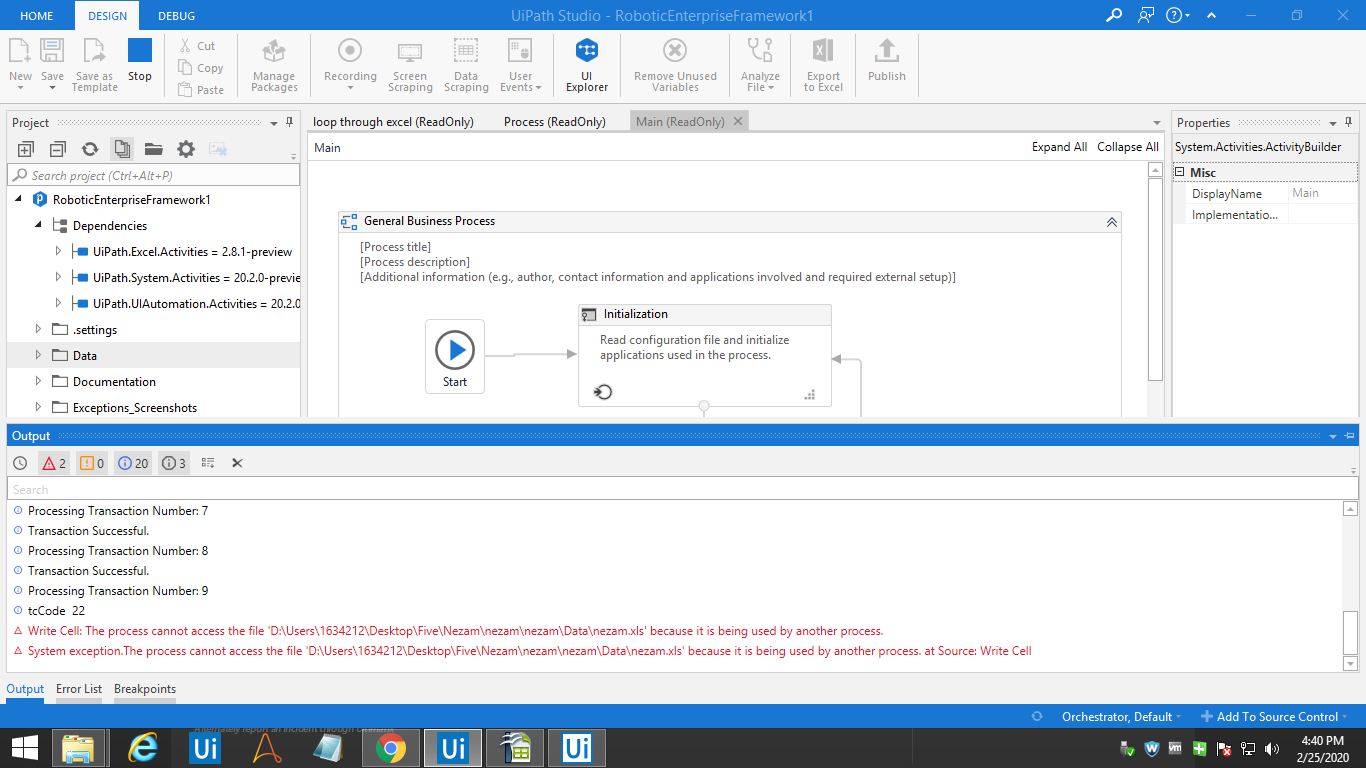 HOME DESIGN DEBUG UiPath Studio - RoboticEnterpriseFramework1
New Save Save as Template Stop
Cut
Copy
Paste
Manage Packages
Recording
Screen Scraping
Data Scraping
User Events
UI Explorer
Remove Unused Variables
Analyze File
Export to Excel
Publish
Project
Search project (Ctrl+Alt+P)
RoboticEnterpriseFramework1
Dependencies
UiPath.Excel.Activities = 2.8.1-preview
UiPath.System.Activities = 20.2.0-previe
UiPath.UIAutomation.Activities = 20.2.0
.settings
Data
Documentation
Exceptions_Screenshots
loop through excel (ReadOnly) Process (ReadOnly) Main (ReadOnly)
Main Expand All Collapse All
General Business Process
[Process title]
[Process description]
[Additional information (e.g., author, contact information and applications involved and required external setup)]
Start
Initialization
Read configuration file and initialize
applications used in the process.
Properties
System.Activities.ActivityBuilder
Misc
DisplayName Main
Implementatio...
Output
2 0 20 3
Search
Processing Transaction Number: 7
Transaction Successful.
Processing Transaction Number: 8
Transaction Successful.
Processing Transaction Number: 9
tcCode 22
Write Cell: The process cannot access the file 'D:\Users\1634212\Desktop\Five\Nezam\nezam\nezam\Data\nezam.xls' because it is being used by another process.
System exception.The process cannot access the file 'D:\Users\1634212\Desktop\Five\Nezam\nezam\nezam\Data\nezam.xls' because it is being used by another process. at Source: Write Cell
Output Error List Breakpoints
Orchestrator, Default Add To Source Control
Ui Ui Ui
4:40 PM
2/25/2020